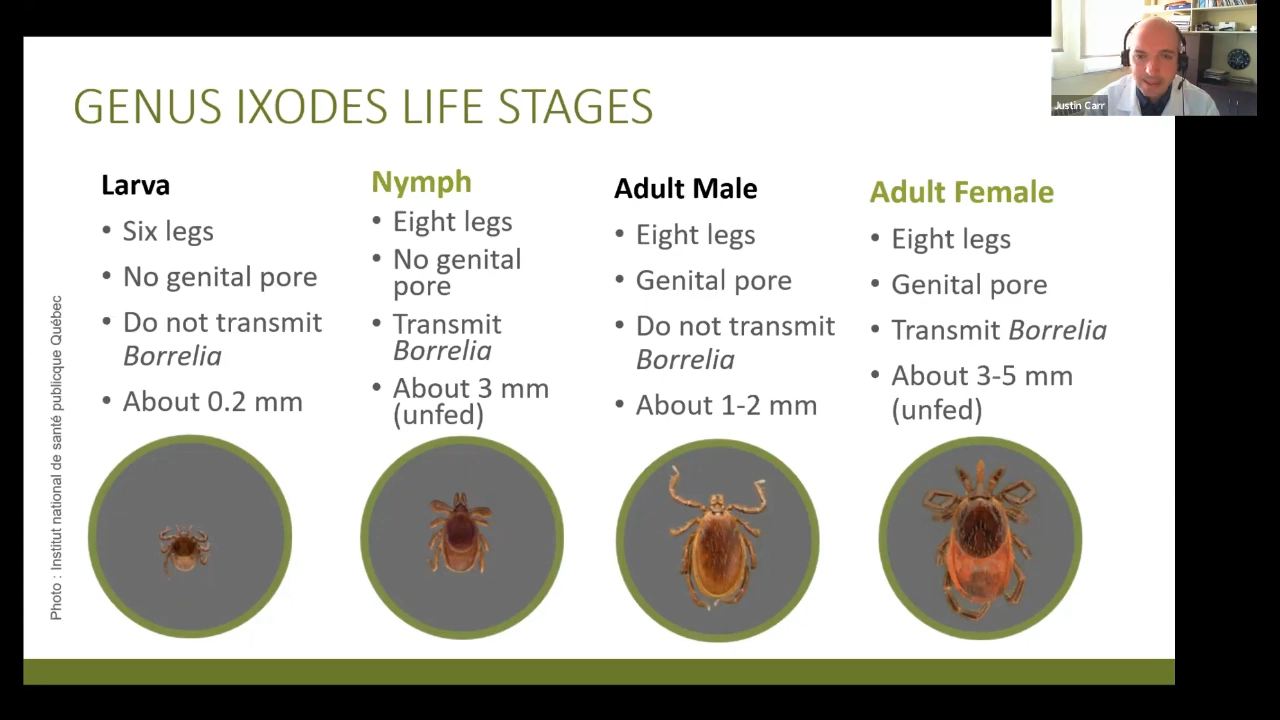 GENUS IXODES LIFE STAGES
Justin Carr
Larva
• Six legs
• No genital pore
• Do not transmit
Borrelia
• About 0.2 mm
Nymph
• Eight legs
• No genital
pore
• Transmit
Borrelia
• About 3 mm
(unfed)
Adult Male
• Eight legs
• Genital pore
• Do not transmit
Borrelia
• About 1-2 mm
Adult Female
• Eight legs
• Genital pore
• Transmit Borrelia
• About 3-5 mm
(unfed)
Photo : Institut national de santé publicque Québec